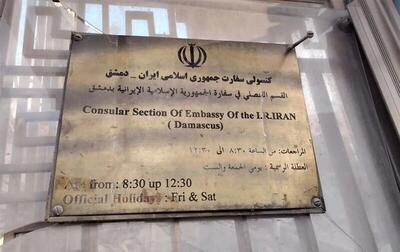 کنسولی سفارت جمهوری اسلامی ایران _ دمشق
القسم القنصلي في سفارة الجمهورية الإسلامية الإيرانية بدمشق
Consular Section Of Embassy Of the I.R.IRAN
( Damascus)
المراجعات: من الساعة ٨:٣٠ الى ١٢:٣٠
العطلة الرسمية : يومي الجمعة والسبت
At: from: 8:30 up 12:30
Official Holidays : Fri & Sat